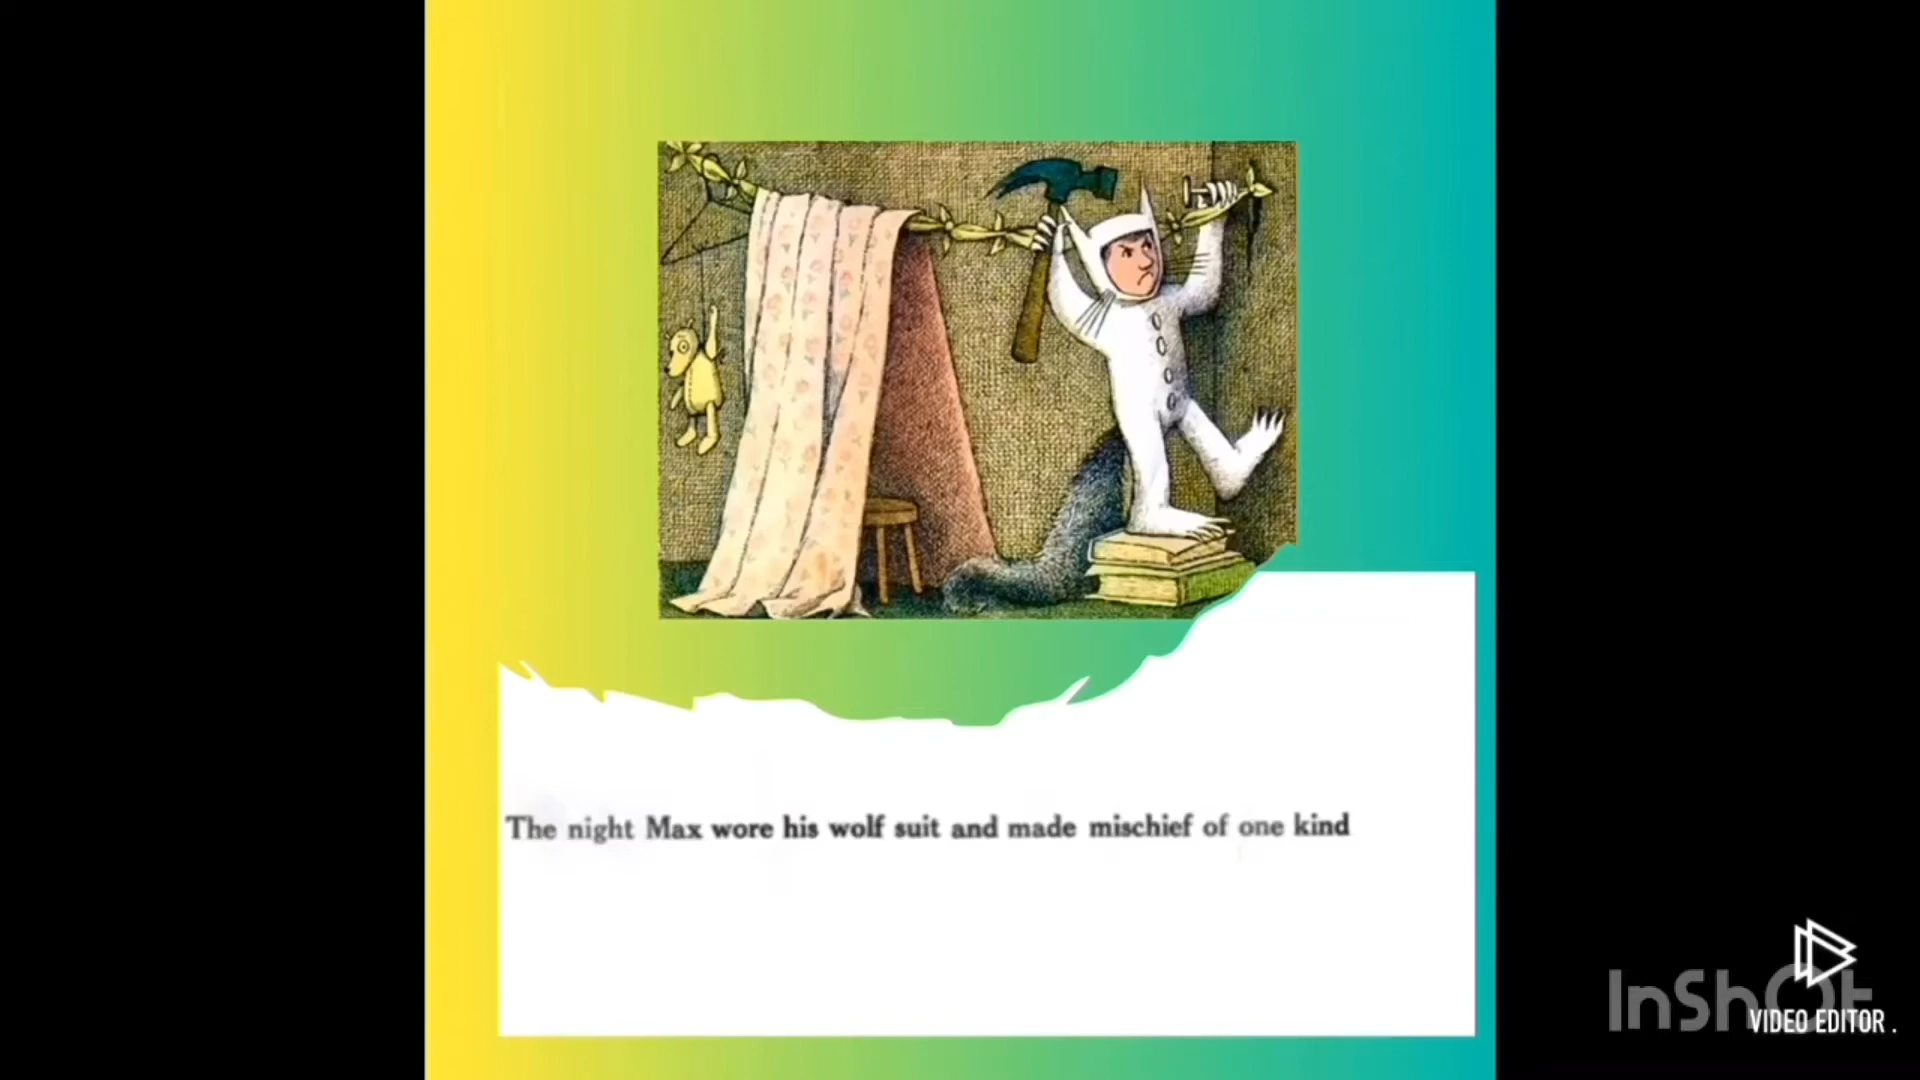 The night Max wore his wolf suit and made mischief of one kind
InShOt
VIDEO EDITOR .